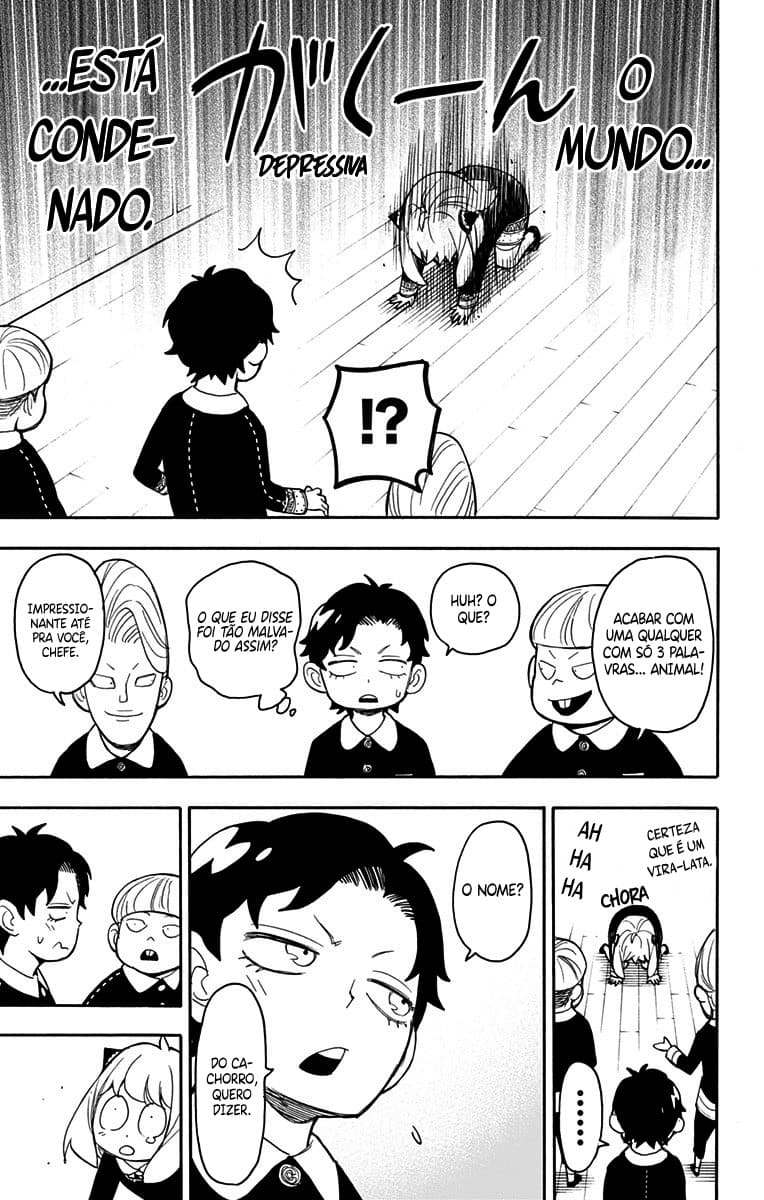 O
MUNDO...
がくーん
DEPRESSIVA
...ESTÁ
CONDE-
NADO.
!?
ACABAR COM
UMA QUALQUER
COM SÓ 3 PALA-
VRAS... ANIMAL!
HUH? O
QUE?
O QUE EU DISSE
FOI TÃO MALVA-
DO ASSIM?
IMPRESSIO-
NANTE ATÉ
PRA VOCÊ,
CHEFE.
CERTEZA
QUE É UM
VIRA-LATA.
AH
HA
HA
CHORA
......
O NOME?
DO CA-
CHORRO,
QUERO
DIZER.